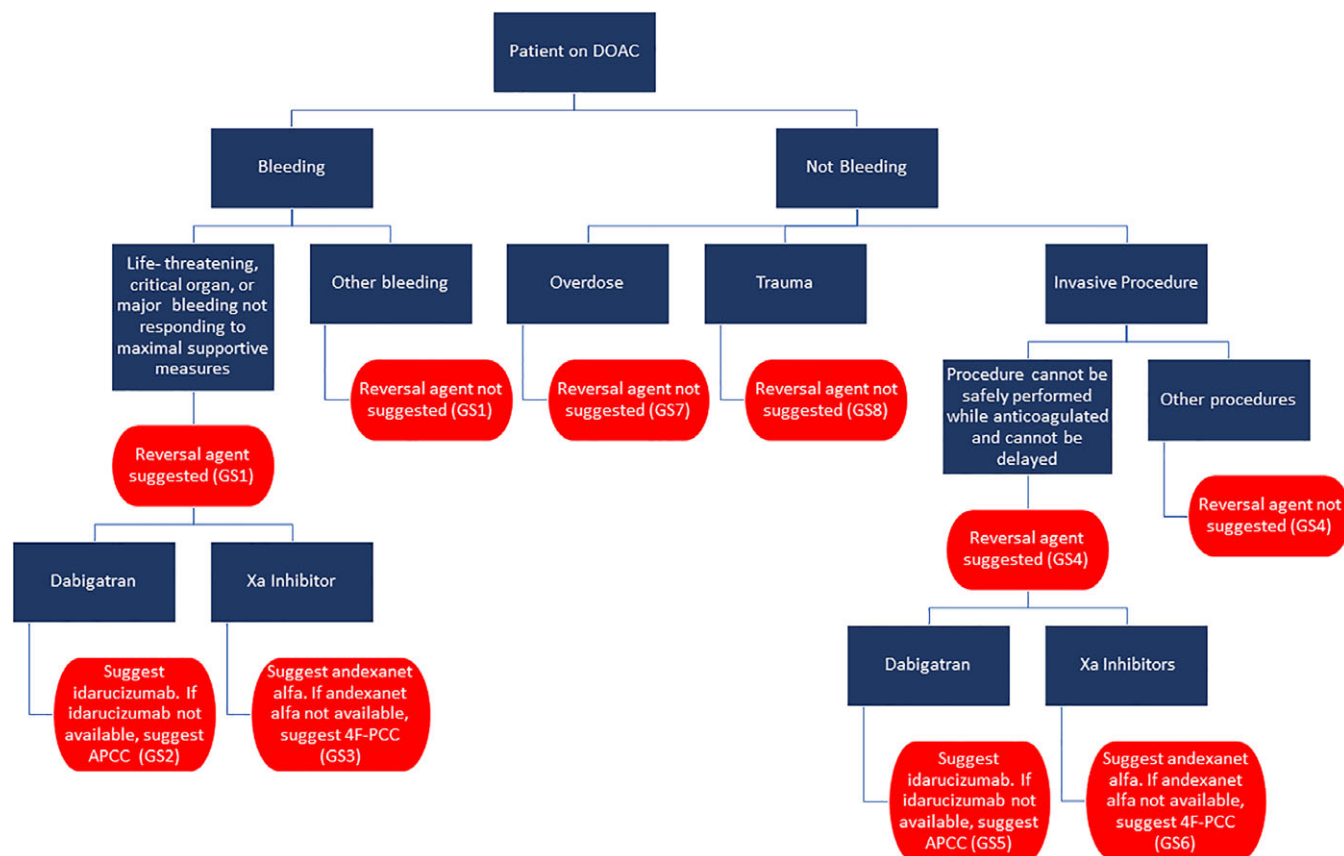 Patient on DOAC
Bleeding
Not Bleeding
Life- threatening,
critical organ, or
major bleeding not
responding to
maximal supportive
measures
Other bleeding
Overdose
Trauma
Invasive Procedure
Reversal agent not
suggested (GS1)
Reversal agent not
suggested (GS7)
Reversal agent not
suggested (GS8)
Procedure cannot be
safely performed
while anticoagulated
and cannot be
delayed
Other procedures
Reversal agent
suggested (GS1)
Reversal agent not
suggested (GS4)
Reversal agent
suggested (GS4)
Dabigatran
Xa Inhibitor
Suggest
idarucizumab. If
idarucizumab not
available, suggest
APCC (GS2)
Suggest andexanet
alfa. If andexanet
alfa not available,
suggest 4F-PCC
(GS3)
Dabigatran
Xa Inhibitors
Suggest
idarucizumab. If
idarucizumab not
available, suggest
APCC (GS5)
Suggest andexanet
alfa. If andexanet
alfa not available,
suggest 4F-PCC
(GS6)